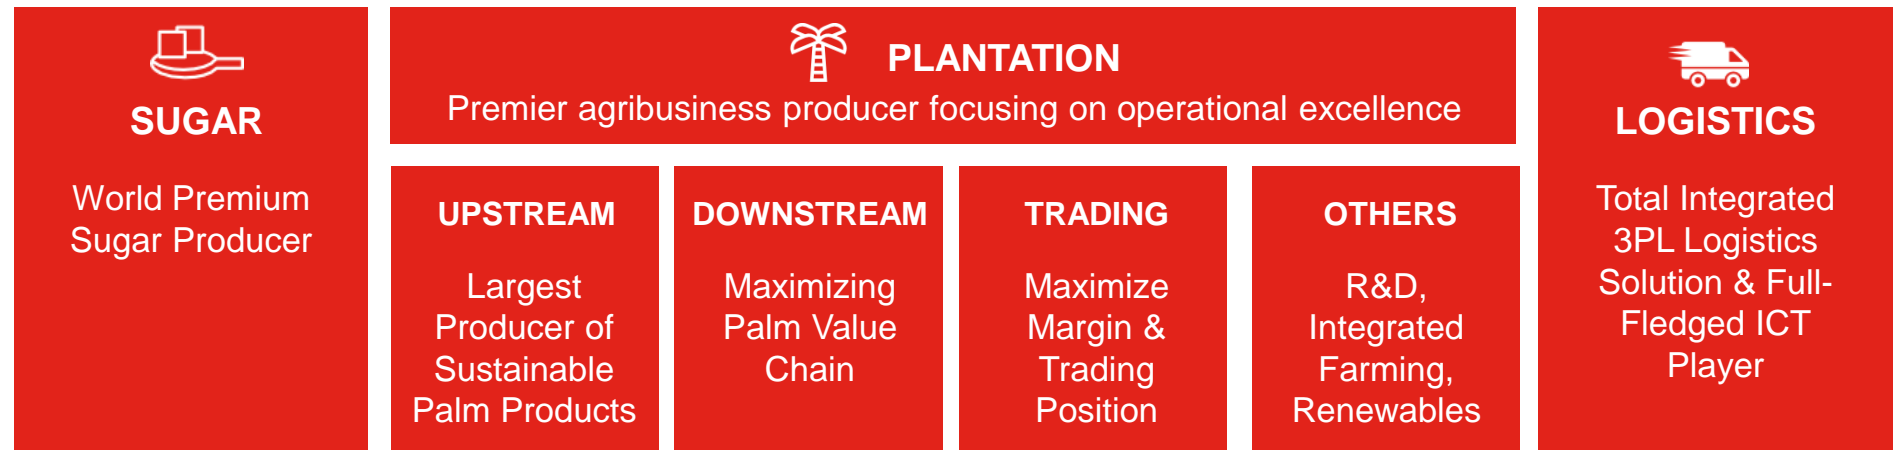 SUGAR
World Premium
Sugar Producer
PLANTATION
Premier agribusiness producer focusing on operational excellence
UPSTREAM
Largest
Producer of
Sustainable
Palm Products
DOWNSTREAM
Maximizing
Palm Value
Chain
TRADING
Maximize
Margin &
Trading
Position
OTHERS
R&D,
Integrated
Farming,
Renewables
LOGISTICS
Total Integrated
3PL Logistics
Solution & Full-
Fledged ICT
Player